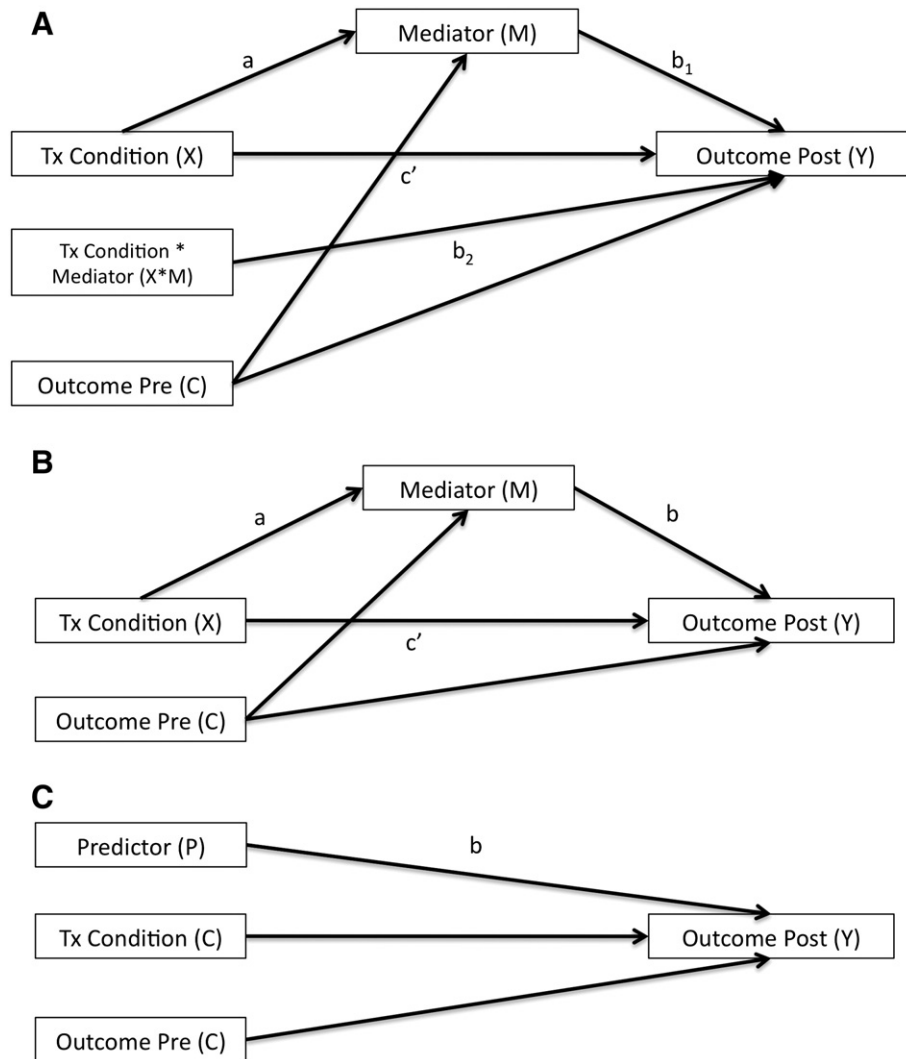 A
Mediator (M)
a
b₁
Tx Condition (X)
Outcome Post (Y)
c’
Tx Condition *
Mediator (X*M)
b₂
Outcome Pre (C)
B
Mediator (M)
a
b
Tx Condition (X)
Outcome Post (Y)
c’
Outcome Pre (C)
C
Predictor (P)
b
Tx Condition (C)
Outcome Post (Y)
Outcome Pre (C)